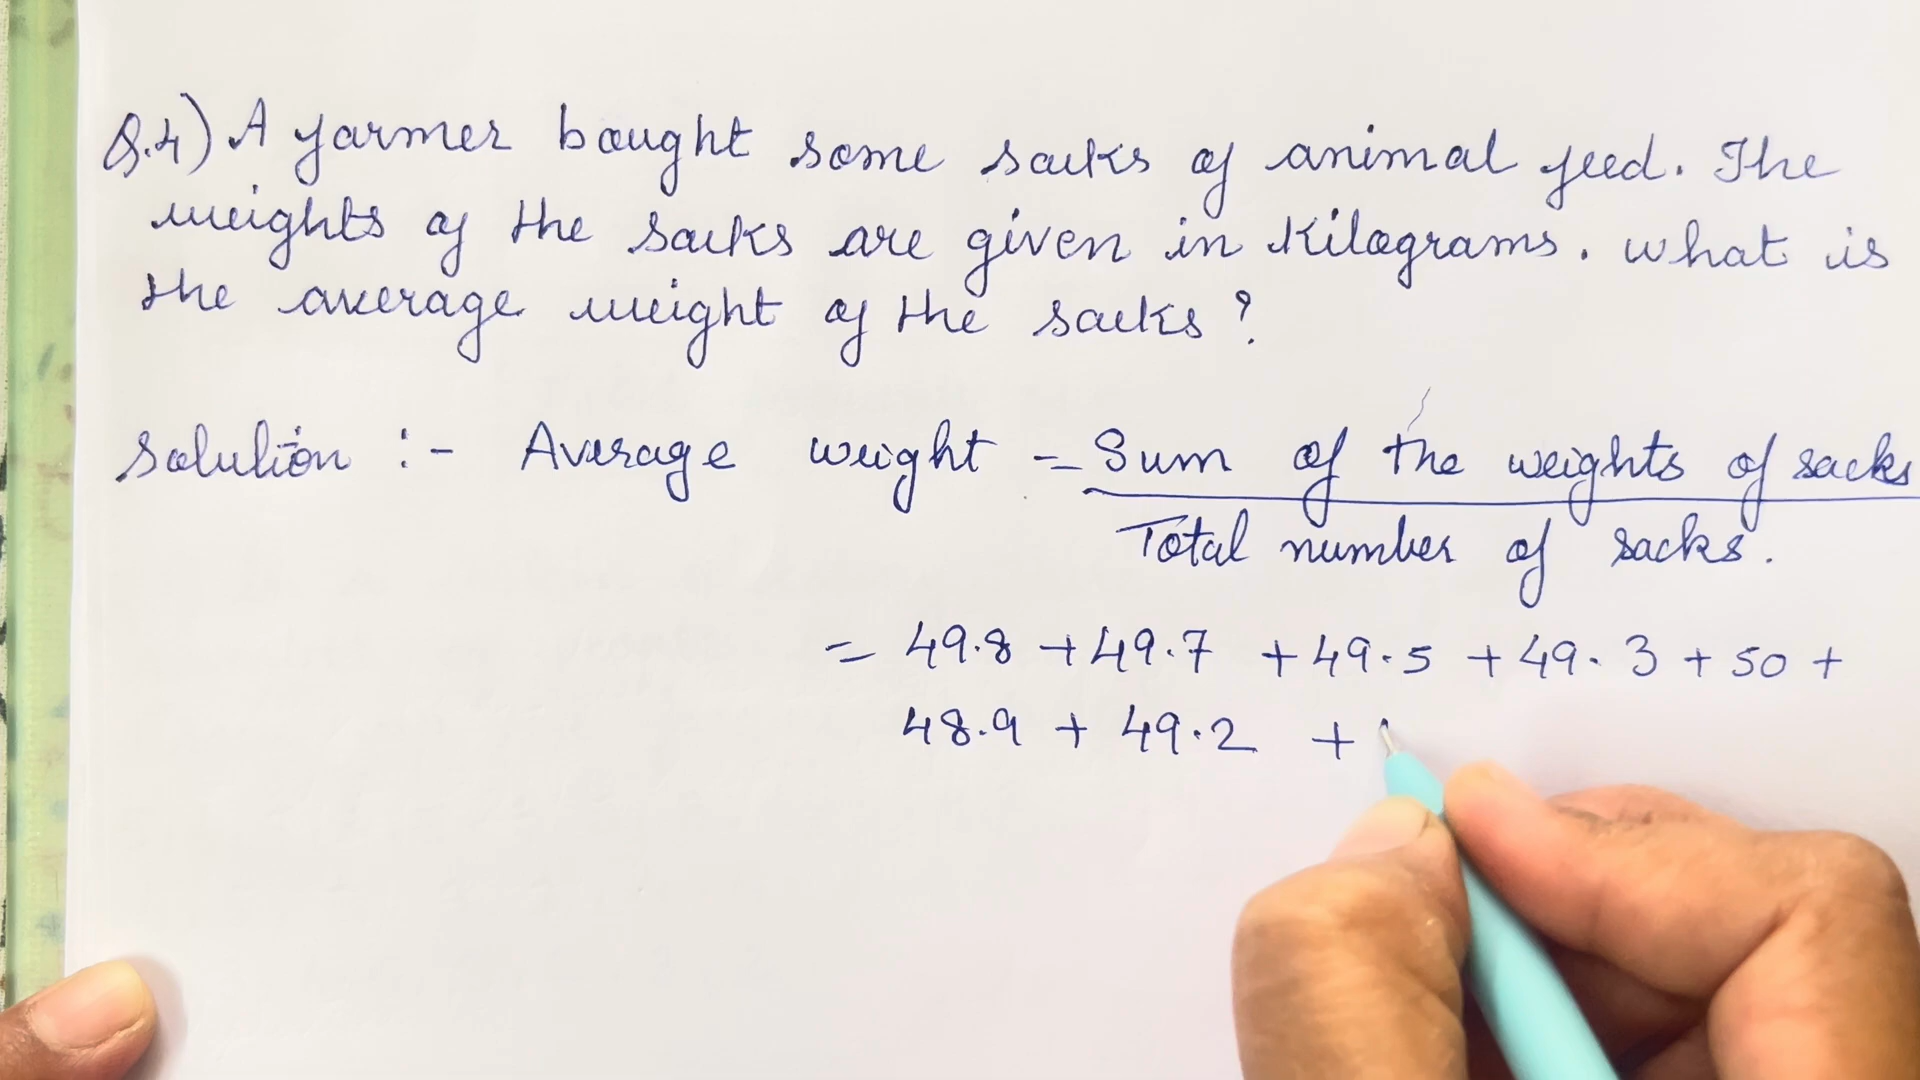 Q.4) A farmer bought some sacks of animal feed. The
weights of the sacks are given in Kilograms. what is
the average weight of the sacks?
Solution :- Average weight = Sum of the weights of sacks
Total number of sacks.
= 49.8 + 49.7 + 49.5 + 49.3 + 50 +
48.9 + 49.2 +